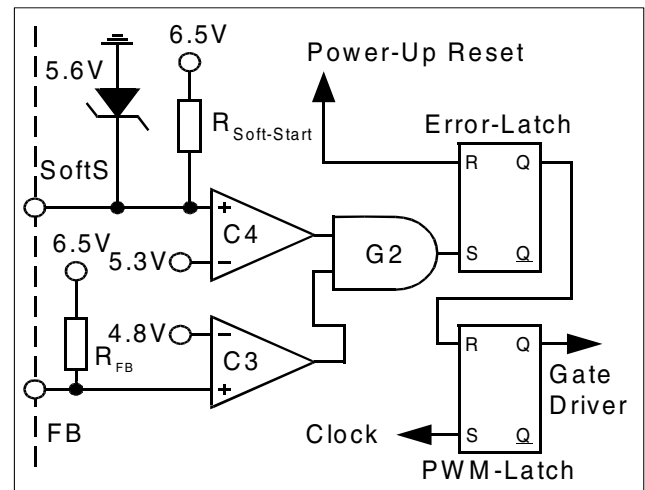 6.5V
Power-Up Reset
5.6V
R Soft-Start
Error-Latch
SoftS
R Q
+
C4
-
G2
6.5V
5.3V
S Q
4.8V
-
C3
R FB
+
R Q
Gate
Driver
FB
Clock
S Q
PWM-Latch